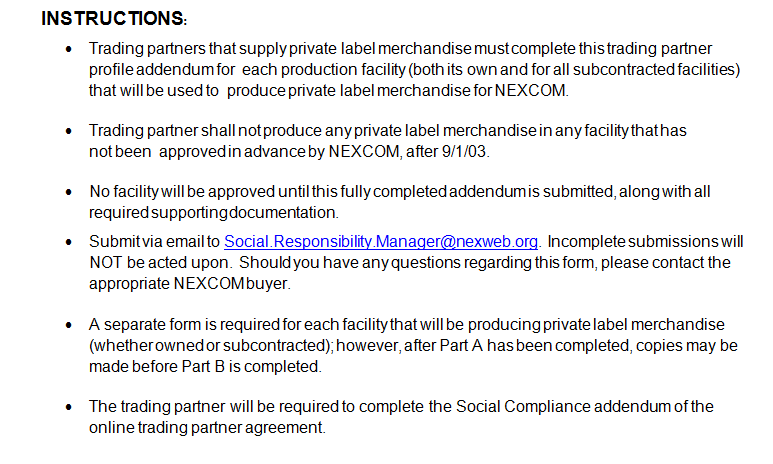 INSTRUCTIONS:
• Trading partners that supply private label merchandise must complete this trading partner
profile addendum for each production facility (both its own and for all subcontracted facilities)
that will be used to produce private label merchandise for NEXCOM.
• Trading partner shall not produce any private label merchandise in any facility that has
not been approved in advance by NEXCOM, after 9/1/03.
• No facility will be approved until this fully completed addendum is submitted, along with all
required supporting documentation.
• Submit via email to Social.Responsibility.Manager@nexweb.org. Incomplete submissions will
NOT be acted upon. Should you have any questions regarding this form, please contact the
appropriate NEXCOM buyer.
• A separate form is required for each facility that will be producing private label merchandise
(whether owned or subcontracted); however, after Part A has been completed, copies may be
made before Part B is completed.
• The trading partner will be required to complete the Social Compliance addendum of the
online trading partner agreement.